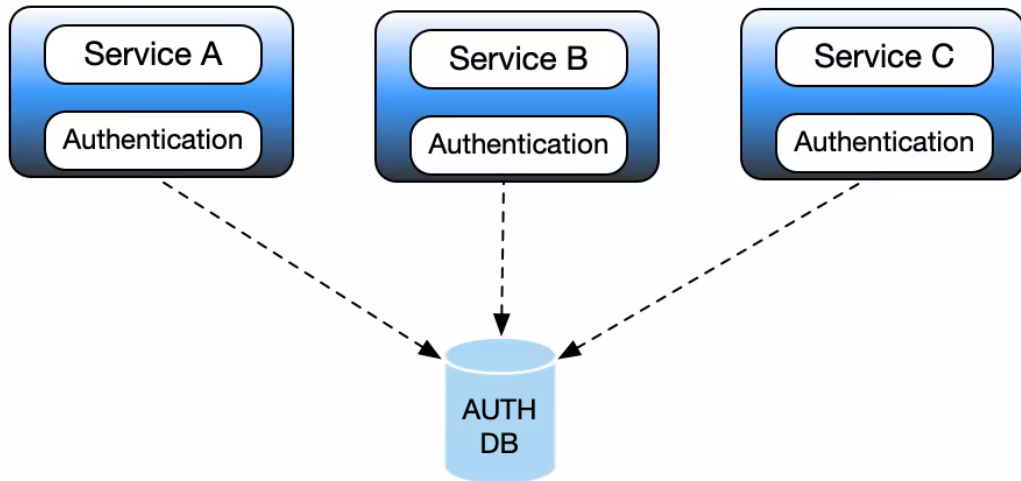 Service A
Service B
Service C
Authentication
Authentication
Authentication
AUTH
DB